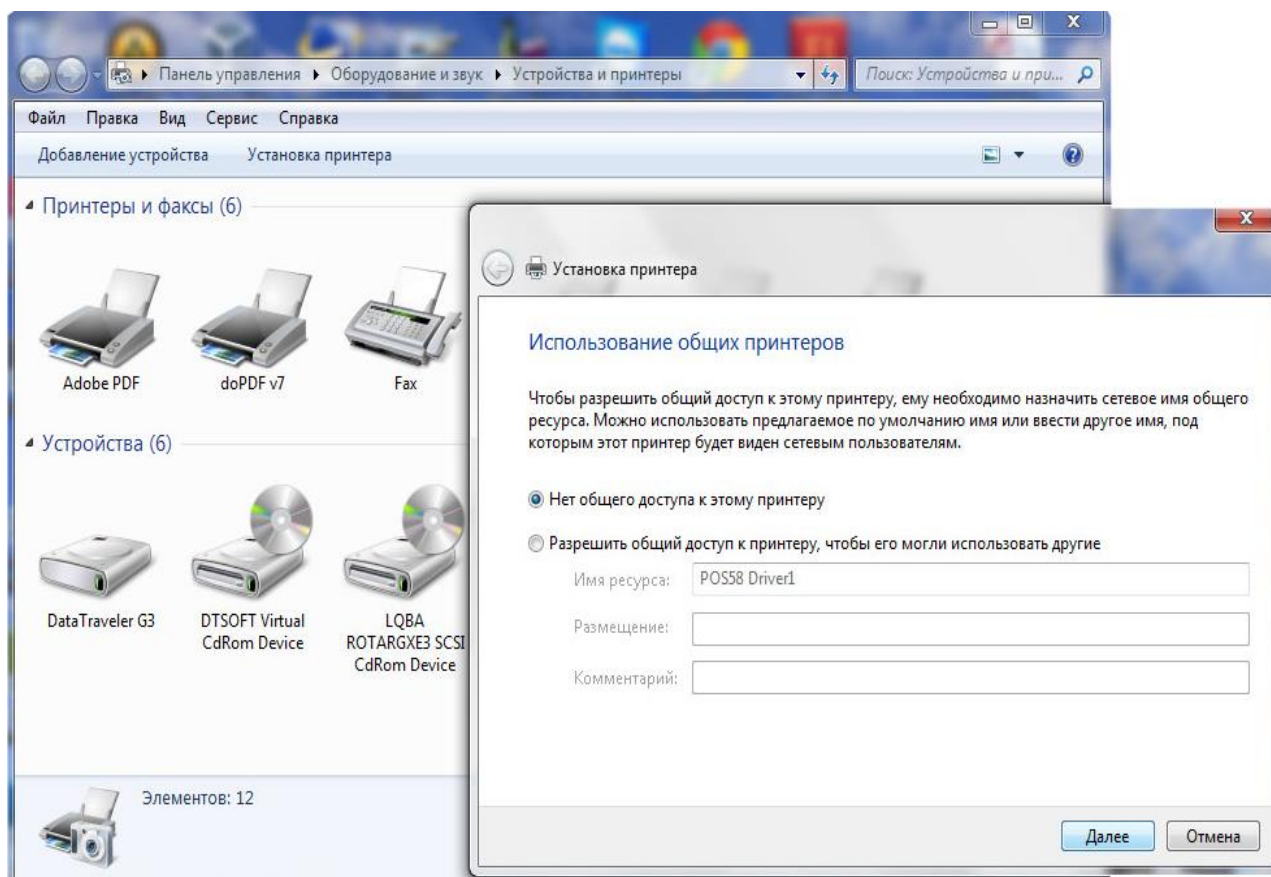 Панель управления ▸ Оборудование и звук ▸ Устройства и принтеры
Поиск: Устройства и при...
Файл Правка Вид Сервис Справка
Добавление устройства Установка принтера
Принтеры и факсы (6)
Adobe PDF
doPDF v7
Fax
Устройства (6)
DataTraveler G3
DTSOFT Virtual
CdRom Device
LQBA
ROTARGXE3 SCSI
CdRom Device
Элементов: 12
Установка принтера
Использование общих принтеров
Чтобы разрешить общий доступ к этому принтеру, ему необходимо назначить сетевое имя общего
ресурса. Можно использовать предлагаемое по умолчанию имя или ввести другое имя, под
которым этот принтер будет виден сетевым пользователям.
Нет общего доступа к этому принтеру
Разрешить общий доступ к принтеру, чтобы его могли использовать другие
Имя ресурса: POS58 Driver1
Размещение:
Комментарий:
Далее Отмена